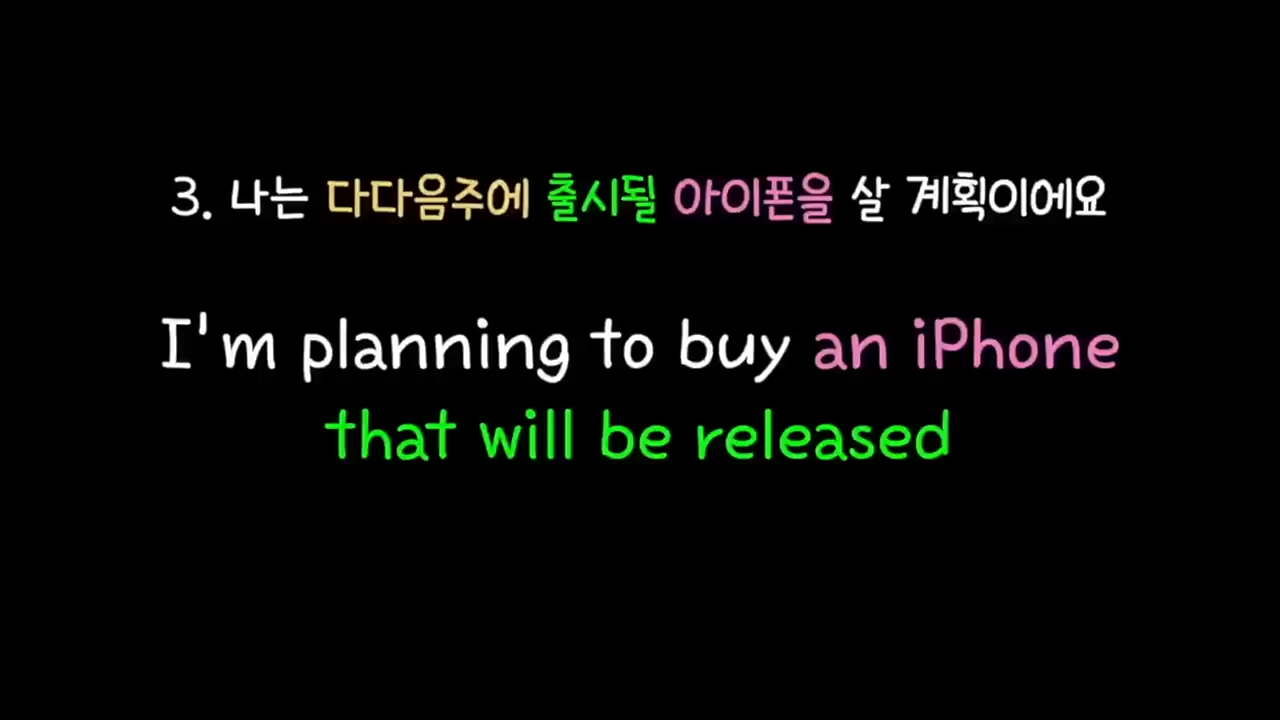 3. 나는 다다음주에 출시될 아이폰을 살 계획이에요
I'm planning to buy an iPhone
that will be released